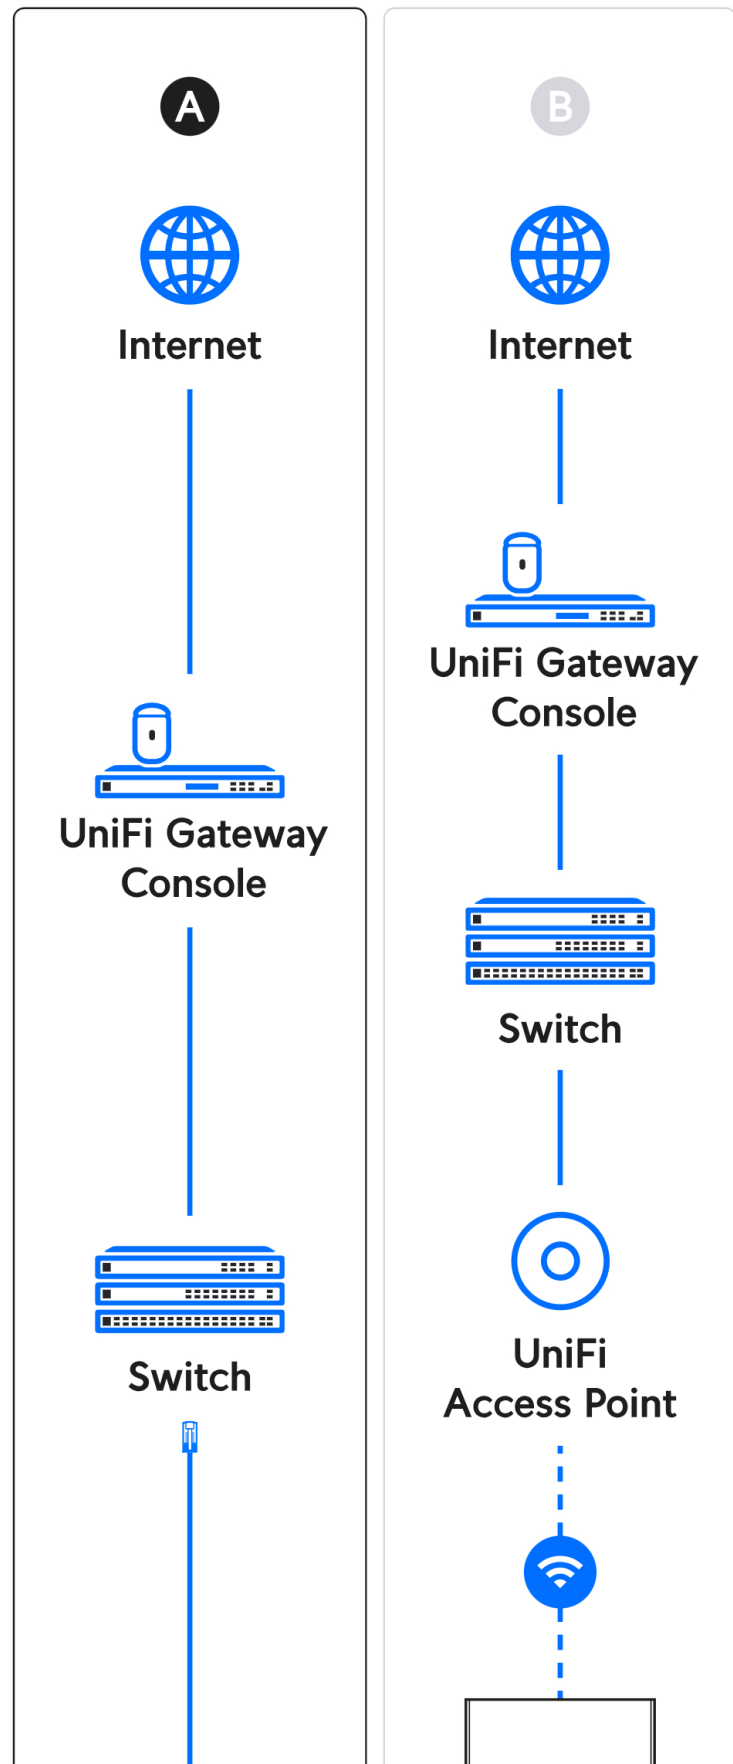 A
Internet
UniFi Gateway
Console
Switch
B
Internet
UniFi Gateway
Console
Switch
UniFi
Access Point